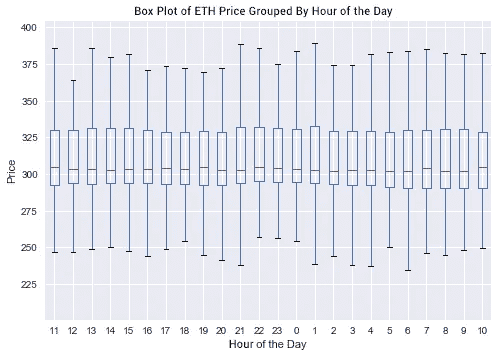 Box Plot of ETH Price Grouped By Hour of the Day
400
375
350
325
300
275
250
225
Price
11 12 13 14 15 16 17 18 19 20 21 22 23 0 1 2 3 4 5 6 7 8 9 10
Hour of the Day